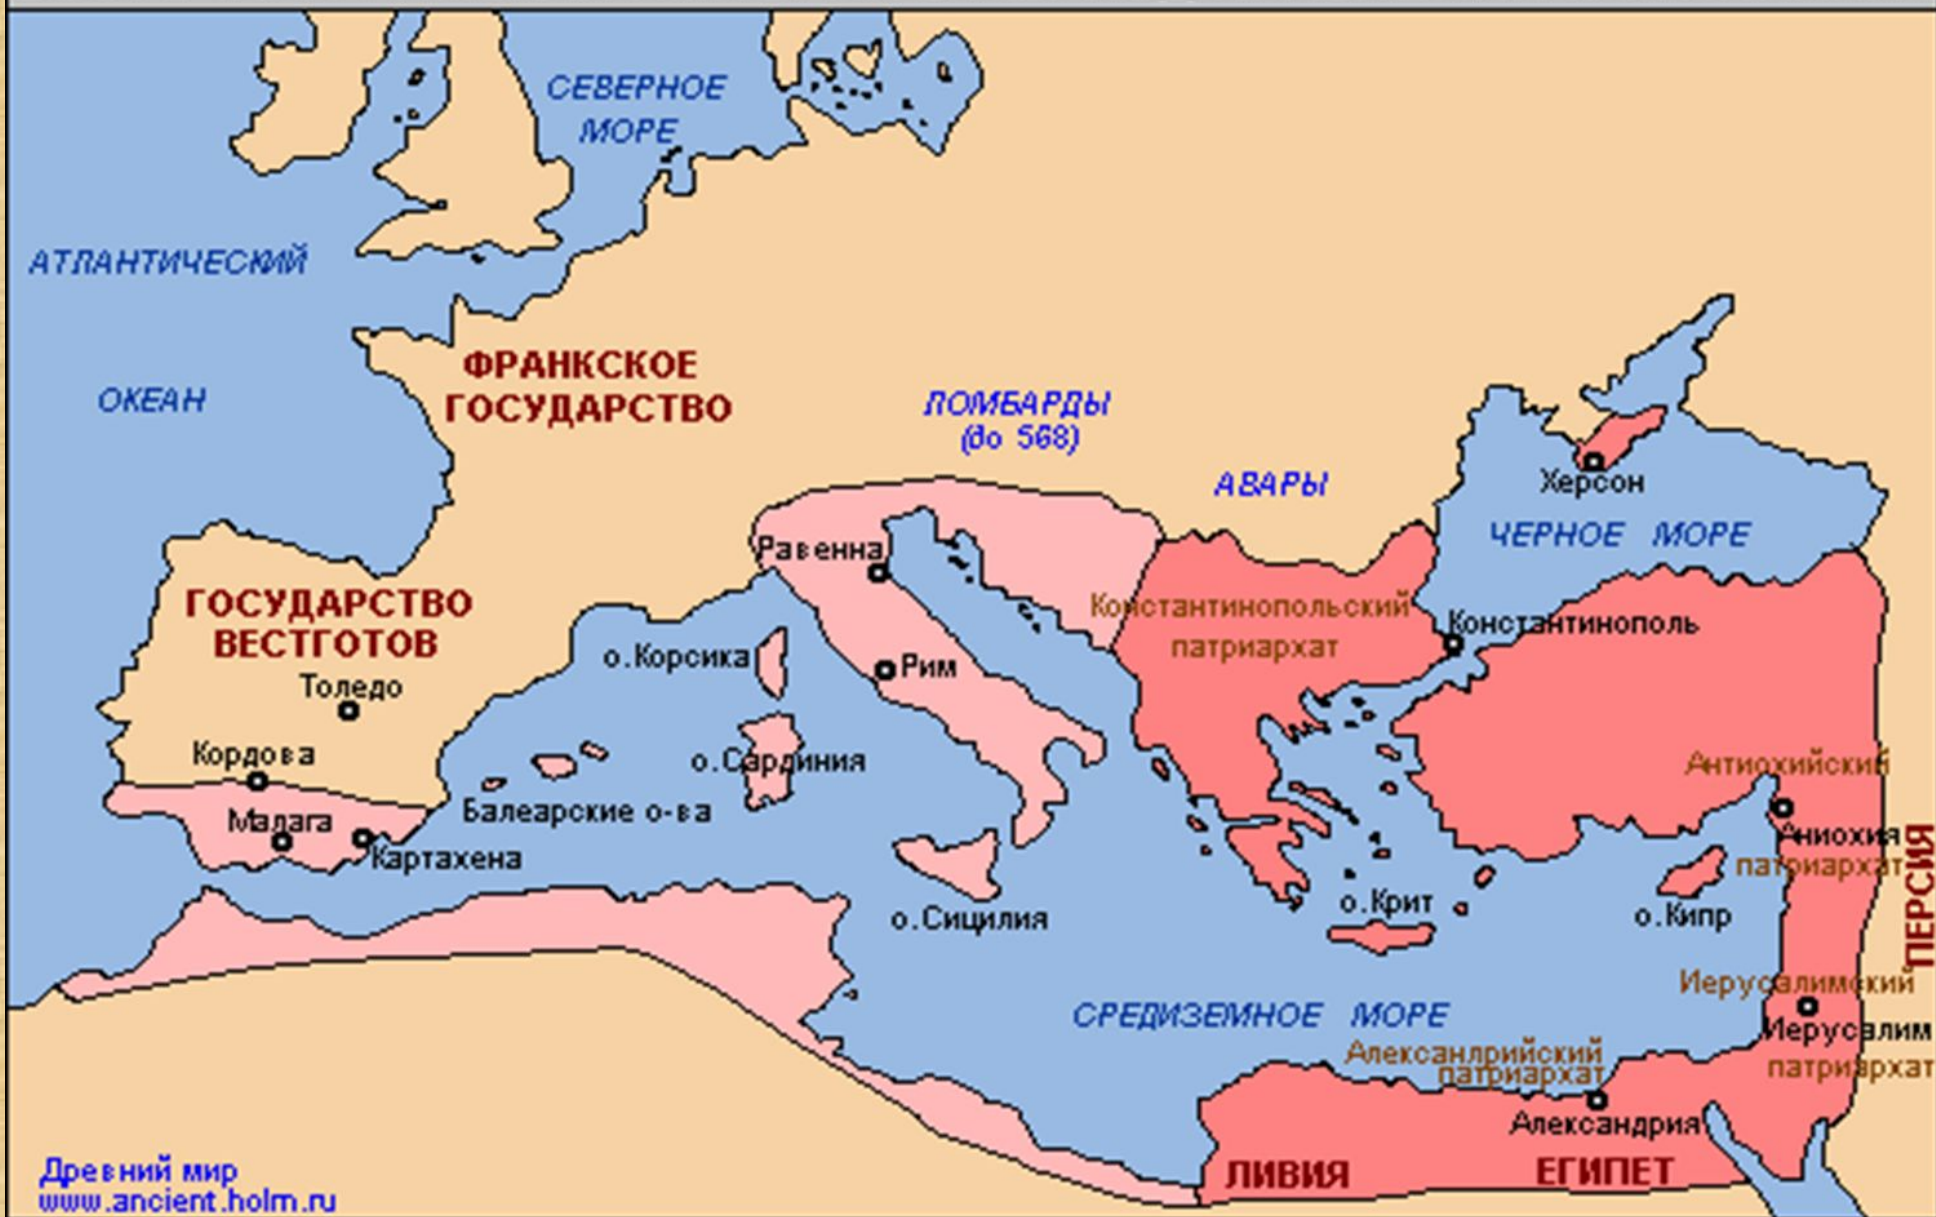 СЕВЕРНОЕ
МОРЕ
АТЛАНТИЧЕСКИЙ
ОКЕАН
ФРАНКСКОЕ
ГОСУДАРСТВО
ЛОМБАРДЫ
(до 568)
АВАРЫ
Херсон
ЧЕРНОЕ МОРЕ
Равенна
ГОСУДАРСТВО
ВЕСТГОТОВ
Толедо
Константинопольский
патриархат
Константинополь
о.Корсика
Рим
Кордова
о.Сардиния
Антиохийский
Малага
Балеарские о-ва
Аниохия
Картахена
патриархат
ПЕРСИЯ
о.Сицилия
о.Крит
о.Кипр
Иерусалимский
СРЕДИЗЕМНОЕ МОРЕ
Иерусалим
Алексанлрийский
патриархат
патриархат
Александрия
ЛИВИЯ
ЕГИПЕТ
Древний мир
www.ancient.holm.ru